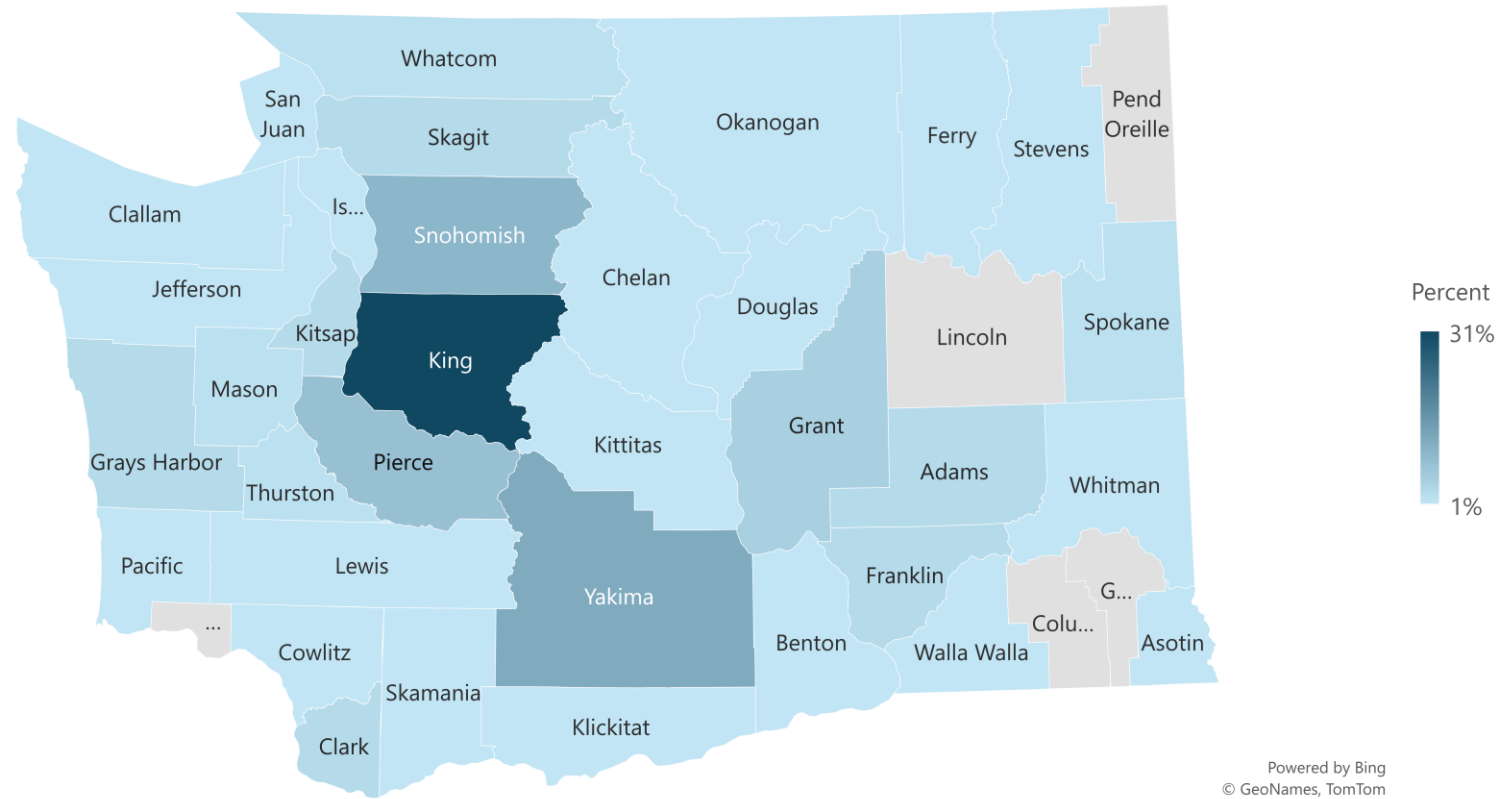 Whatcom
San
Juan
Skagit
Okanogan
Ferry
Stevens
Pend
Oreille
Clallam
Is...
Snohomish
Chelan
Jefferson
Douglas
Kitsap
King
Lincoln
Spokane
Percent
31%
1%
Mason
Grant
Kittitas
Grays Harbor
Pierce
Thurston
Adams
Whitman
Pacific
Lewis
Yakima
Franklin
G...
...
Colu...
Cowlitz
Benton
Walla Walla
Asotin
Skamania
Klickitat
Clark
Powered by Bing
© GeoNames, TomTom